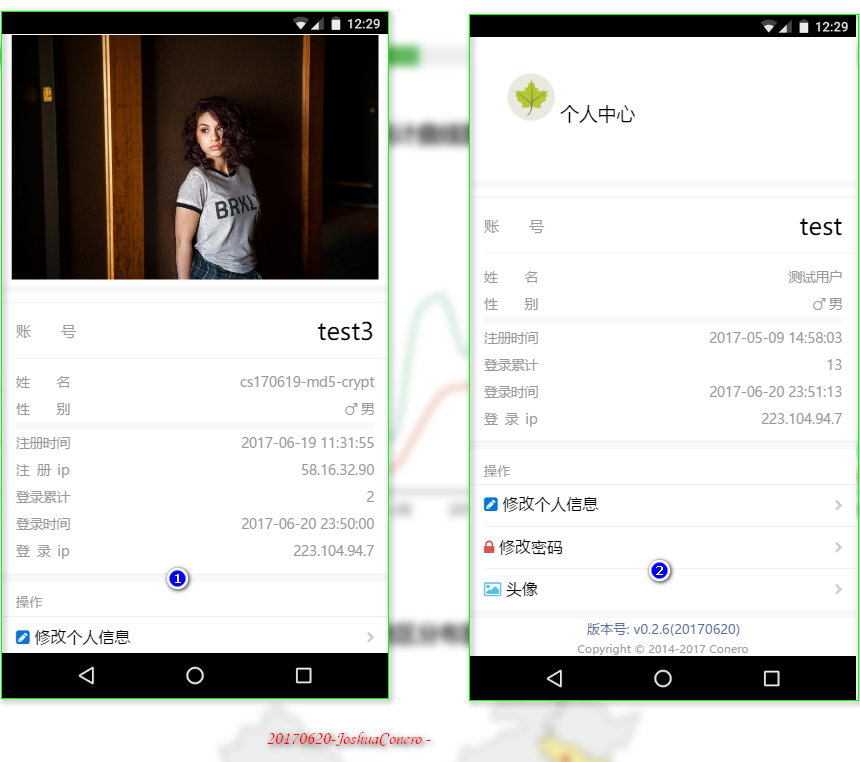 12:29
BRXL
账 号
test3
姓 名
cs170619-md5-crypt
性 别
♂男
注册时间
2017-06-19 11:31:55
注 册 ip
58.16.32.90
登录累计
2
登录时间
2017-06-20 23:50:00
登 录 ip
223.104.94.7
1
操作
修改个人信息
12:29
个人中心
账 号
test
姓 名
测试用户
性 别
♂男
注册时间
2017-05-09 14:58:03
登录累计
13
登录时间
2017-06-20 23:51:13
登 录 ip
223.104.94.7
操作
修改个人信息
修改密码
2
头像
版本号: v0.2.6(20170620)
Copyright © 2014-2017 Conero
20170620-JoshuaConero -